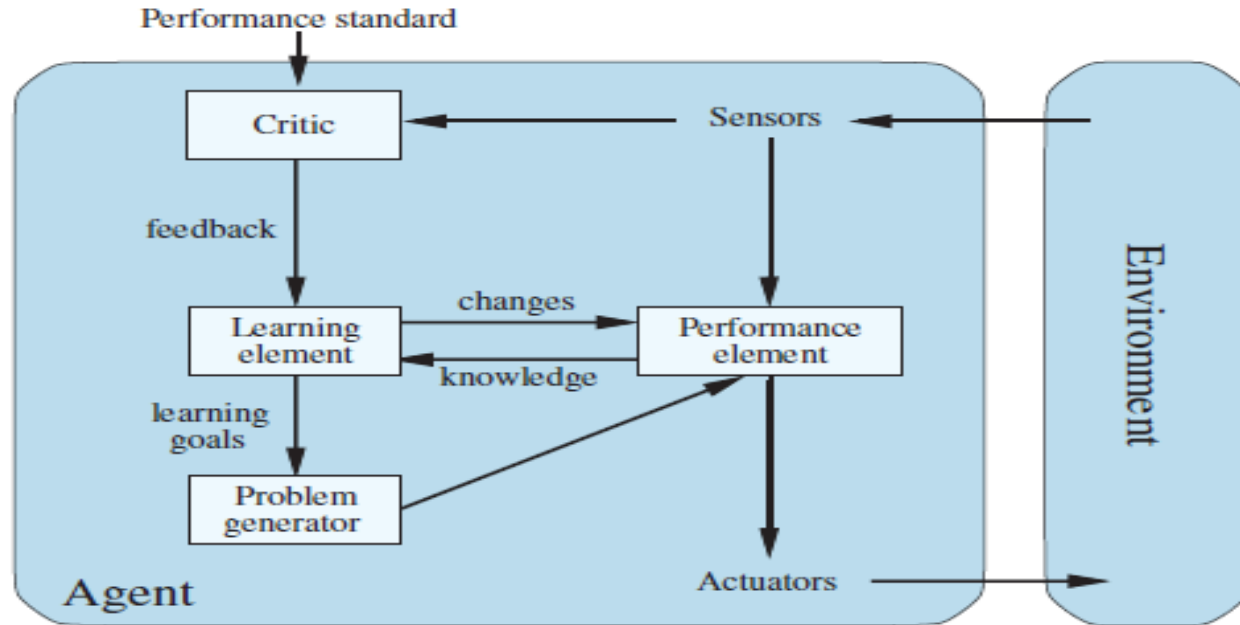 Performance standard
Critic
Sensors
feedback
changes
Learning
element
Performance
element
knowledge
learning
goals
Problem
generator
Agent
Actuators
Environment